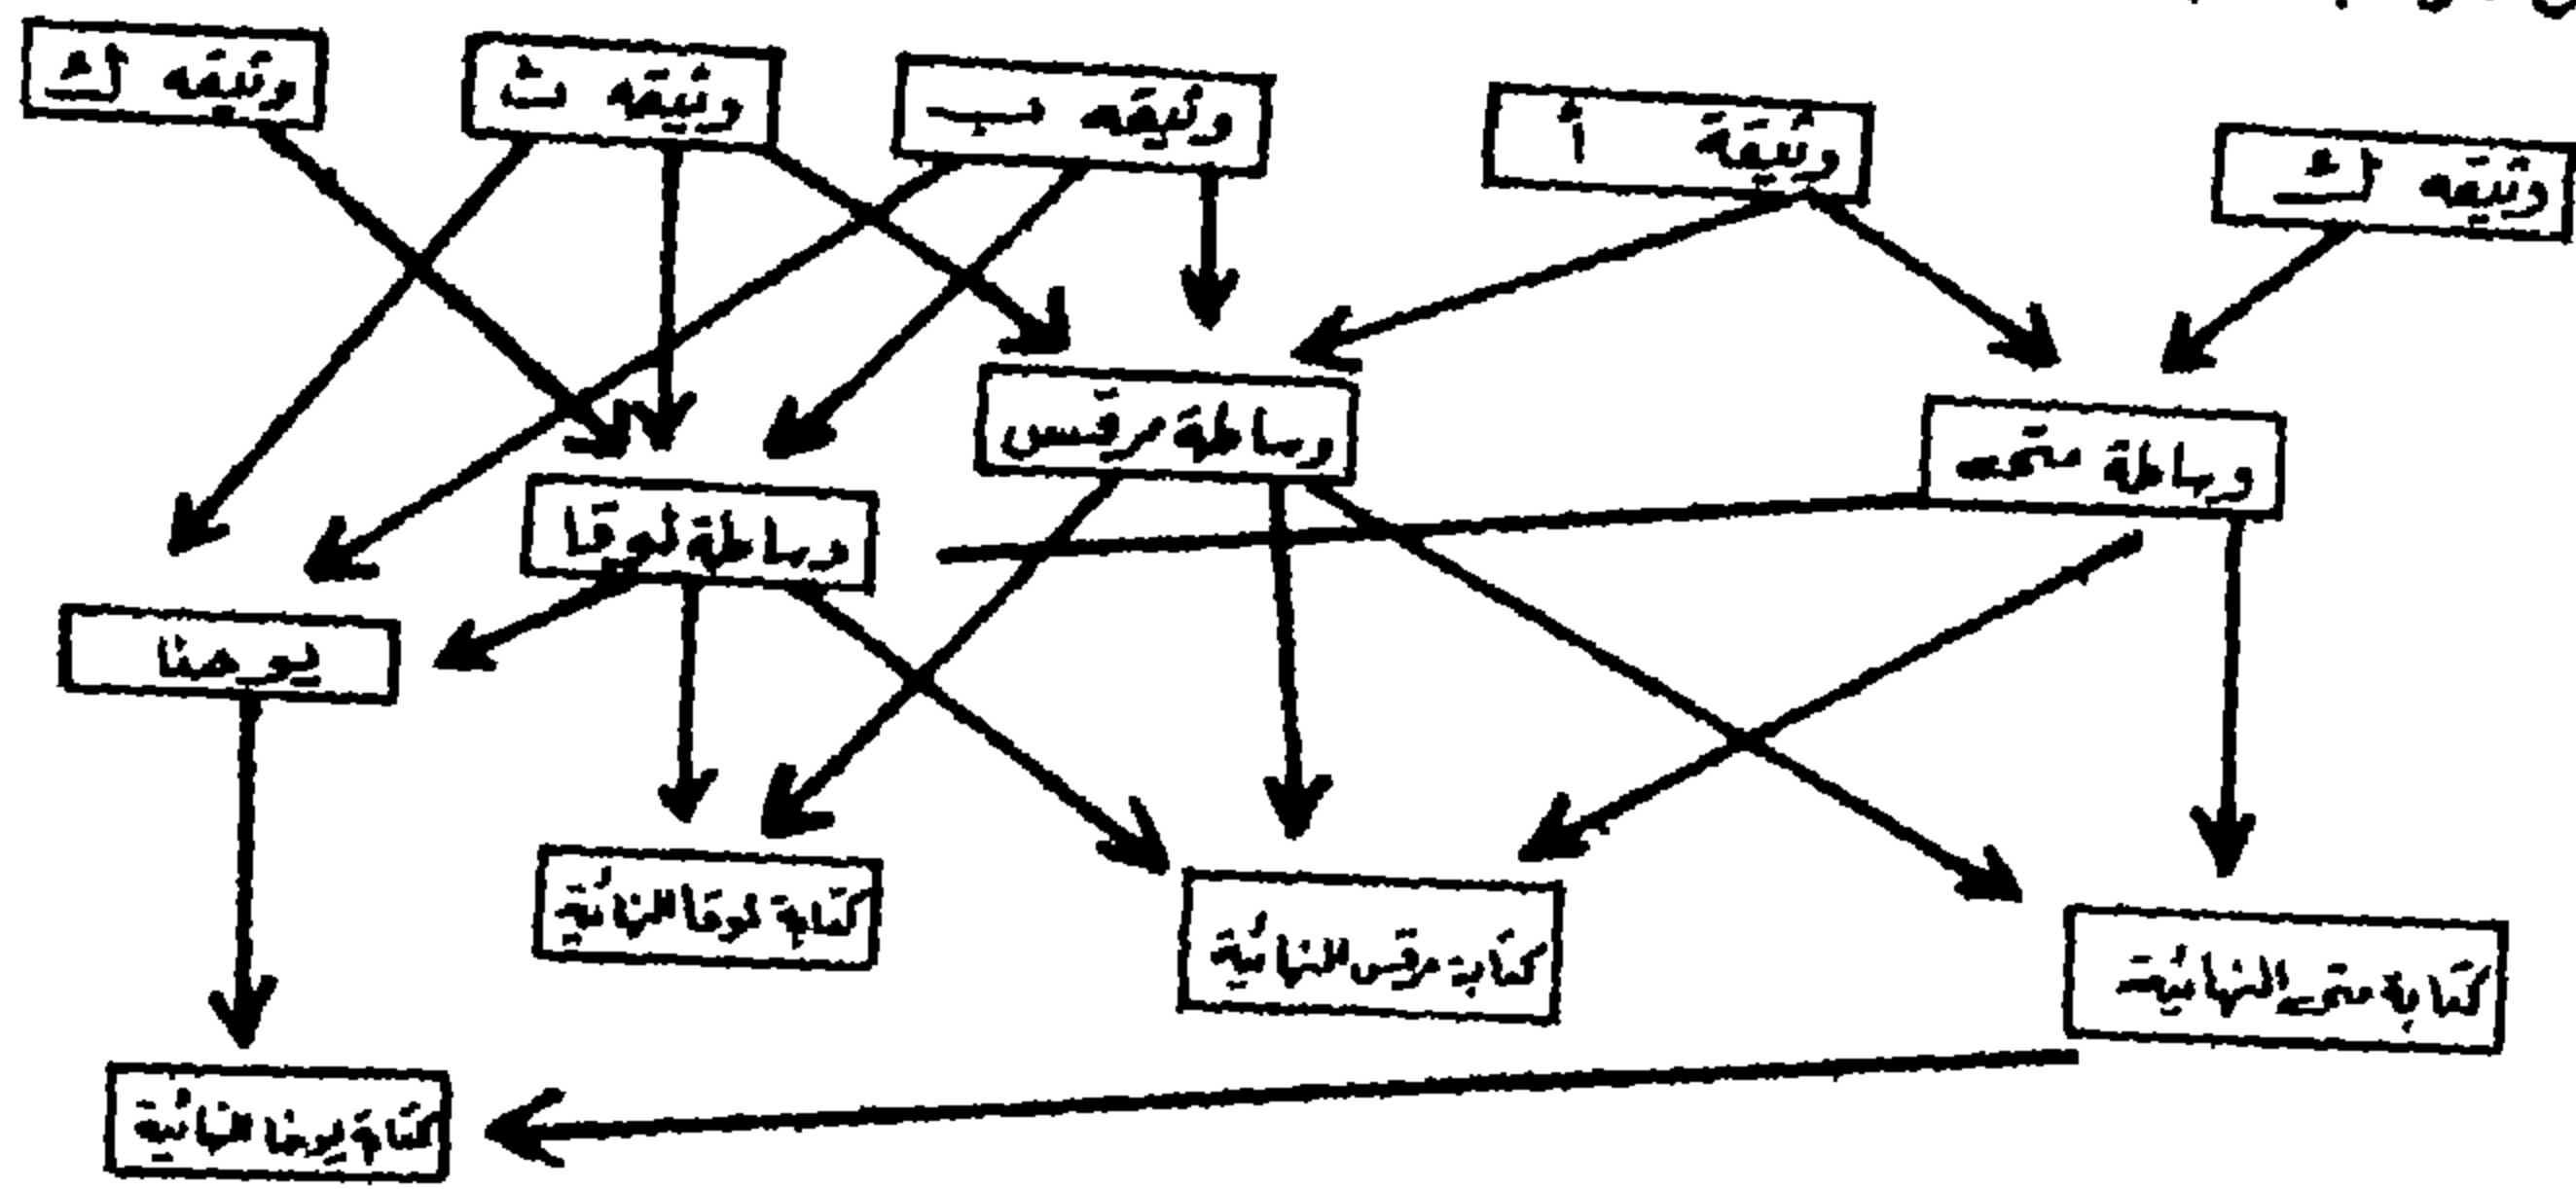 وثيقه ك
وثيقة أ
وثيقه ب
وثيقه ث
وثيقه ك
وساطة متى
وساطة مرقس
وساطة لوقا
يوحنا
كتابة متى النهائية
كتابة مرقس النهائية
كتابة لوقا النهائية
كتابة يوحنا النهائية